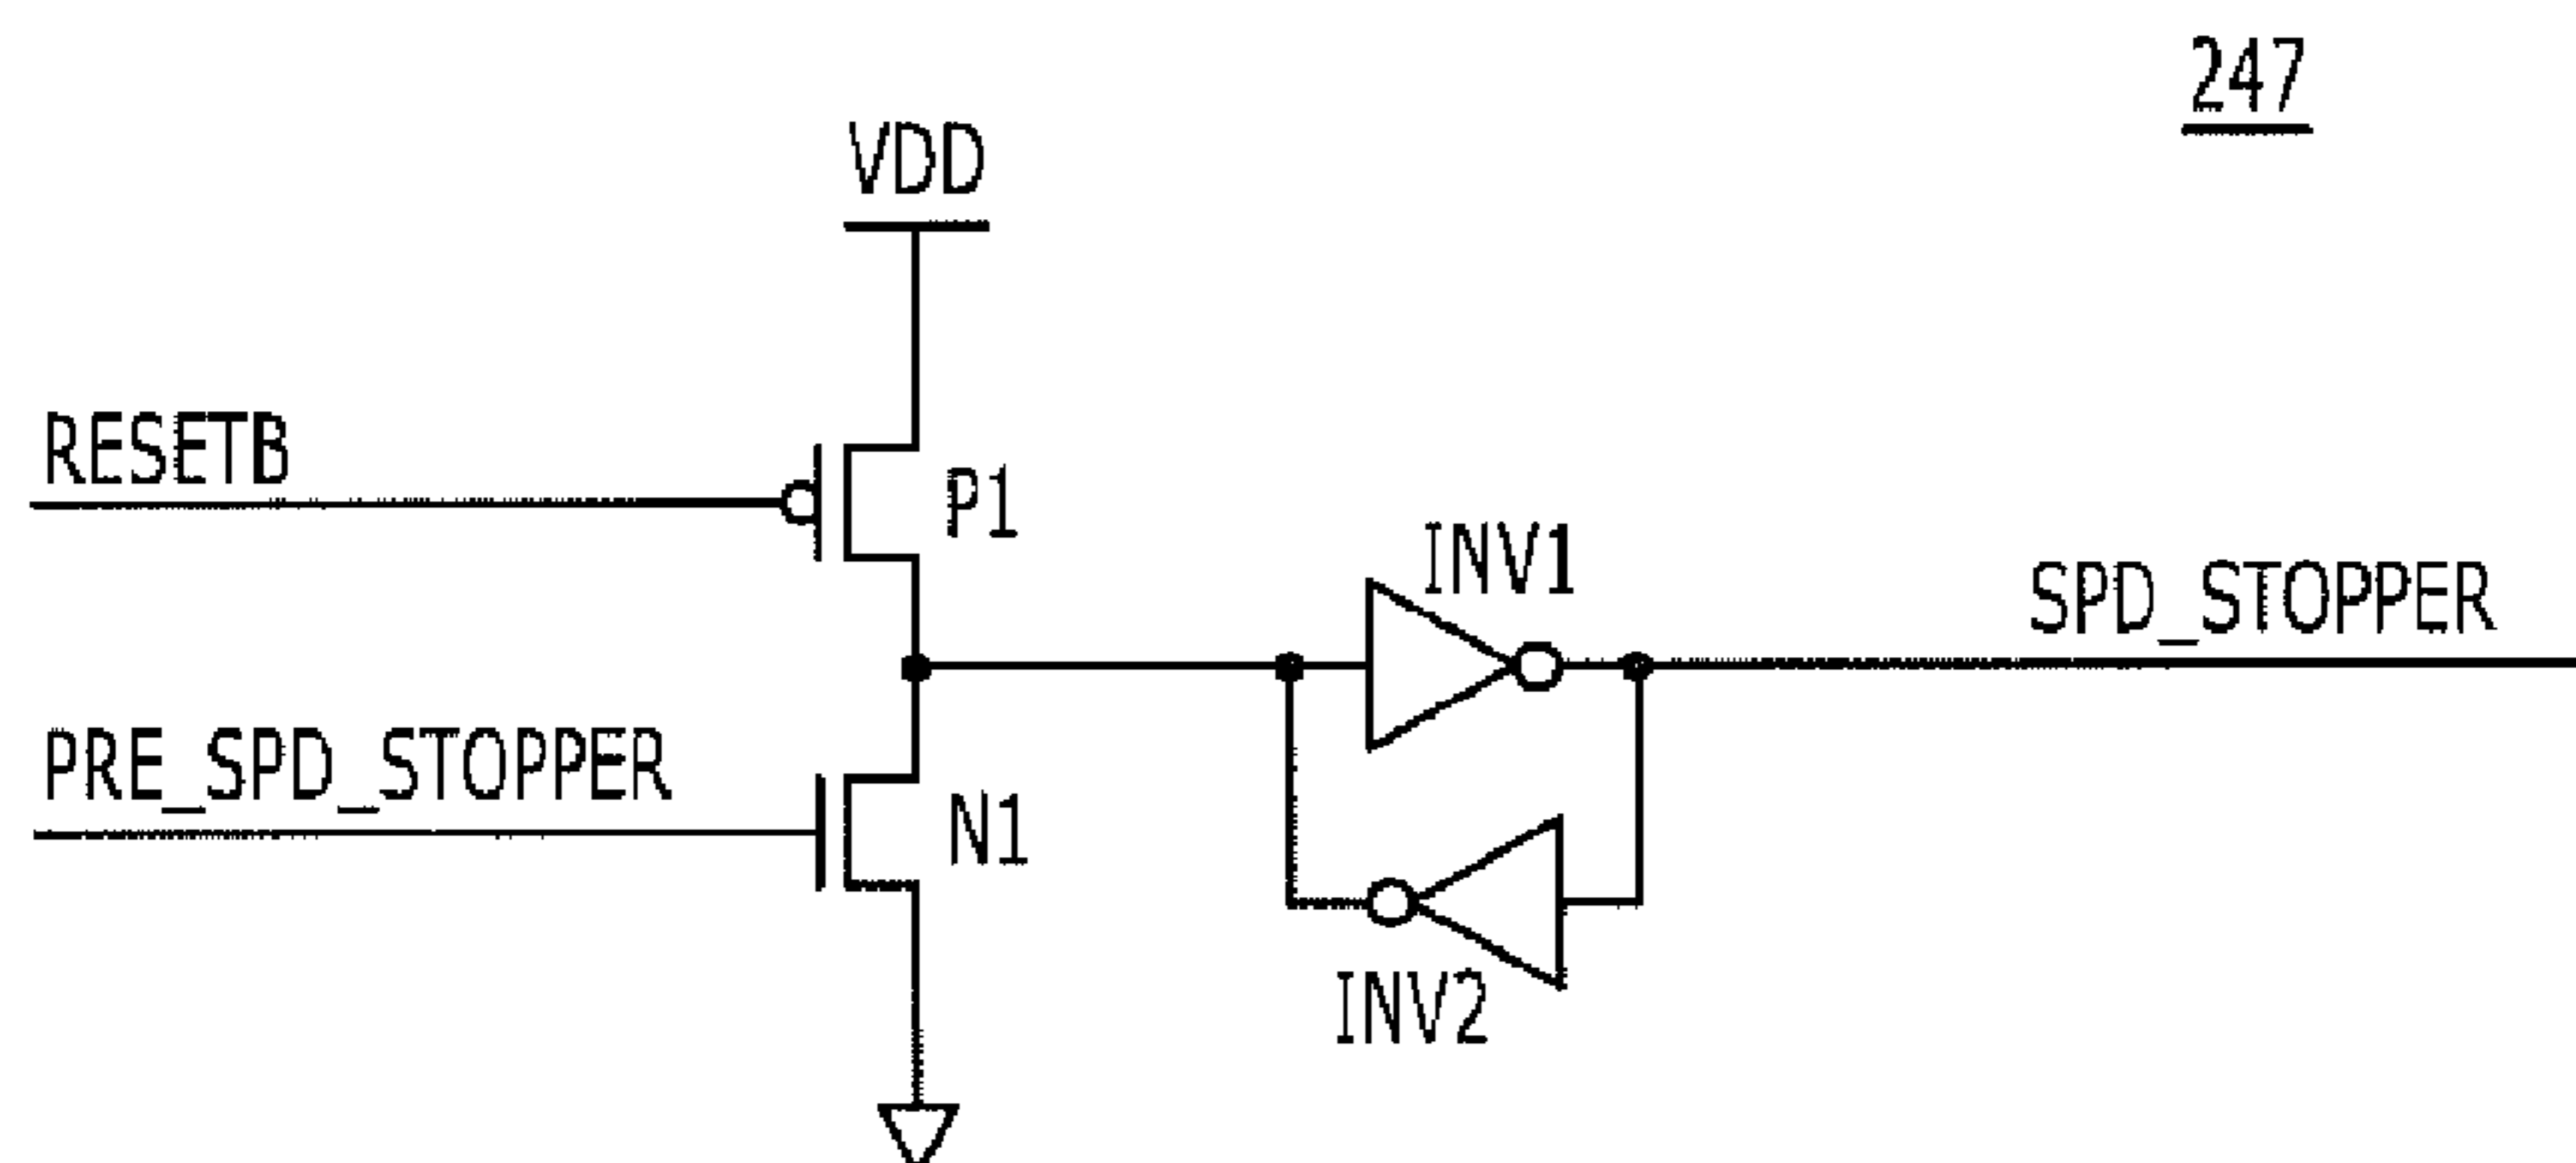 247
VDD
RESETB
P1
INV1
SPD_STOPPER
PRE_SPD_STOPPER
N1
INV2